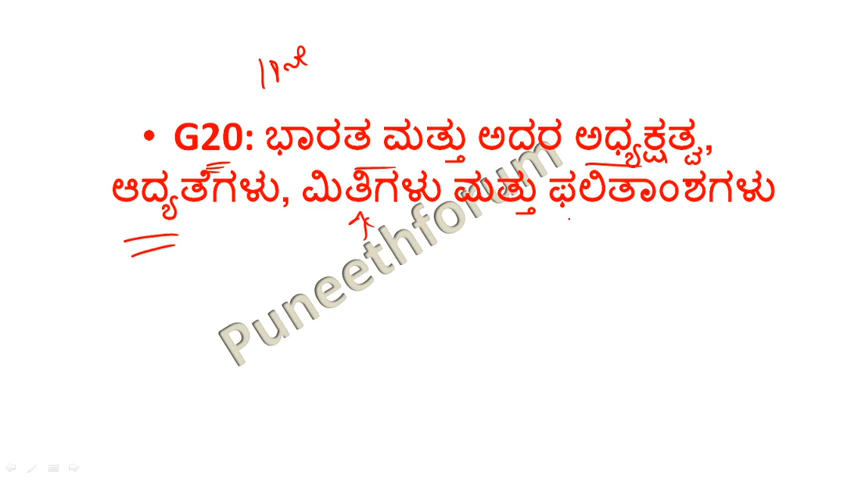 • G20: ಭಾರತ ಮತ್ತು ಅದರ ಅಧ್ಯಕ್ಷತ್ವ,
ಆದ್ಯತೆಗಳು, ಮಿತಿಗಳು ಮತ್ತು ಫಲಿತಾಂಶಗಳು
Puneethforum